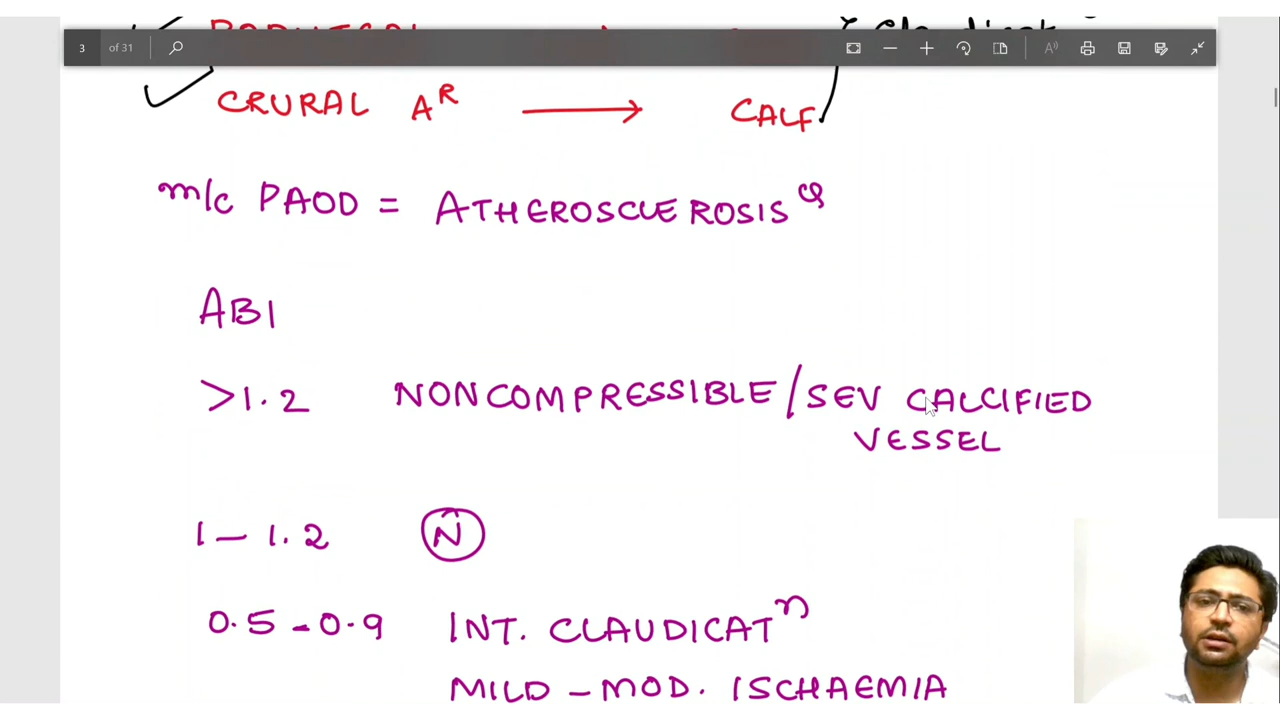 3 of 31
CRURAL A^R → CALF
m/c PAOD = ATHEROSCLEROSIS
ABI
>1.2 NONCOMPRESSIBLE/SEV CALCIFIED
VESSEL
1 – 1.2 N
0.5 - 0.9 INT. CLAUDICAT^n
MILD – MOD. ISCHAEMIA